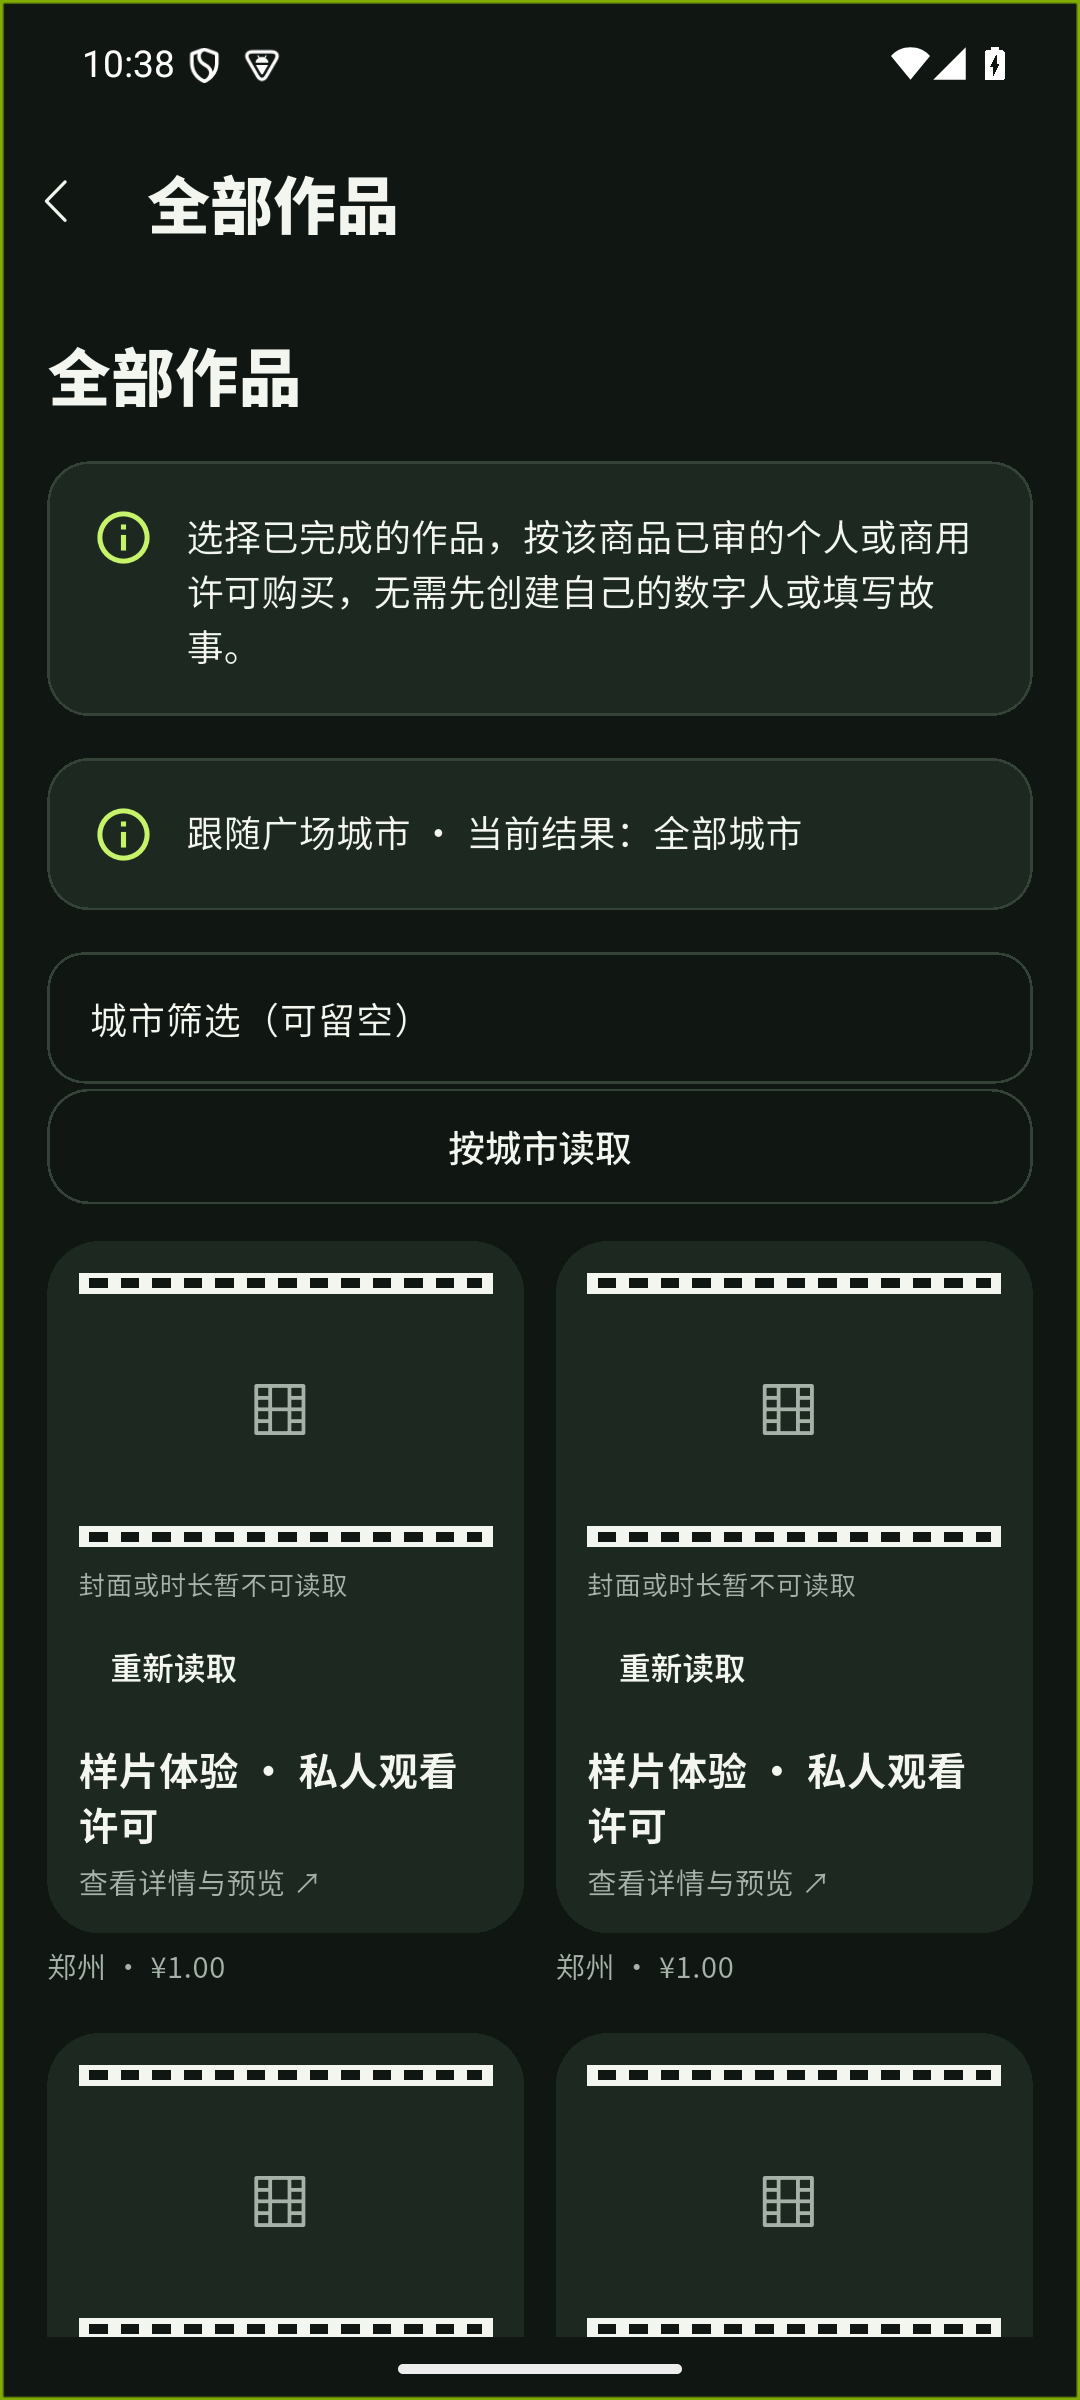 10:38
全部作品
全部作品
选择已完成的作品，按该商品已审的个人或商用
许可购买，无需先创建自己的数字人或填写故
事。
跟随广场城市 · 当前结果：全部城市
城市筛选（可留空）
按城市读取
封面或时长暂不可读取
重新读取
样片体验 · 私人观看
许可
查看详情与预览 ↗
郑州 · ¥1.00
封面或时长暂不可读取
重新读取
样片体验 · 私人观看
许可
查看详情与预览 ↗
郑州 · ¥1.00